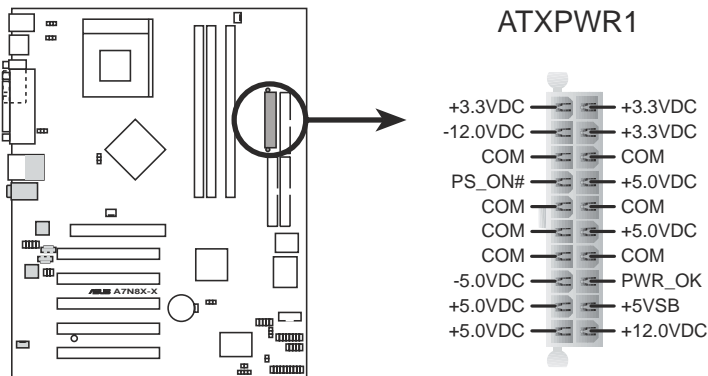 ATXPWR1
+3.3VDC +3.3VDC
-12.0VDC +3.3VDC
COM COM
PS_ON# +5.0VDC
COM COM
COM +5.0VDC
COM COM
-5.0VDC PWR_OK
+5.0VDC +5VSB
+5.0VDC +12.0VDC
ASUS A7N8X-X